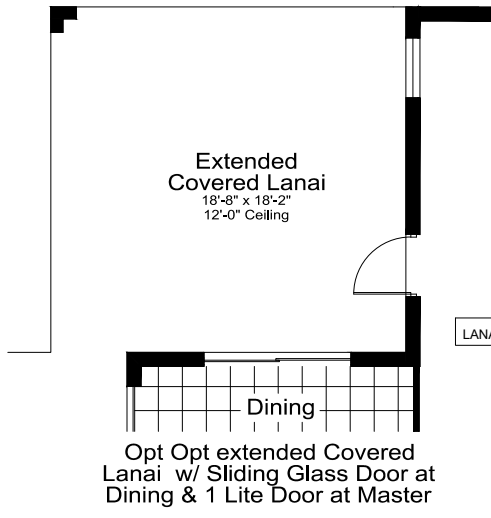 Extended
Covered Lanai
18'-8" x 18'-2"
12'-0" Ceiling
LANA
Dining
Opt Opt extended Covered
Lanai w/ Sliding Glass Door at
Dining & 1 Lite Door at Master